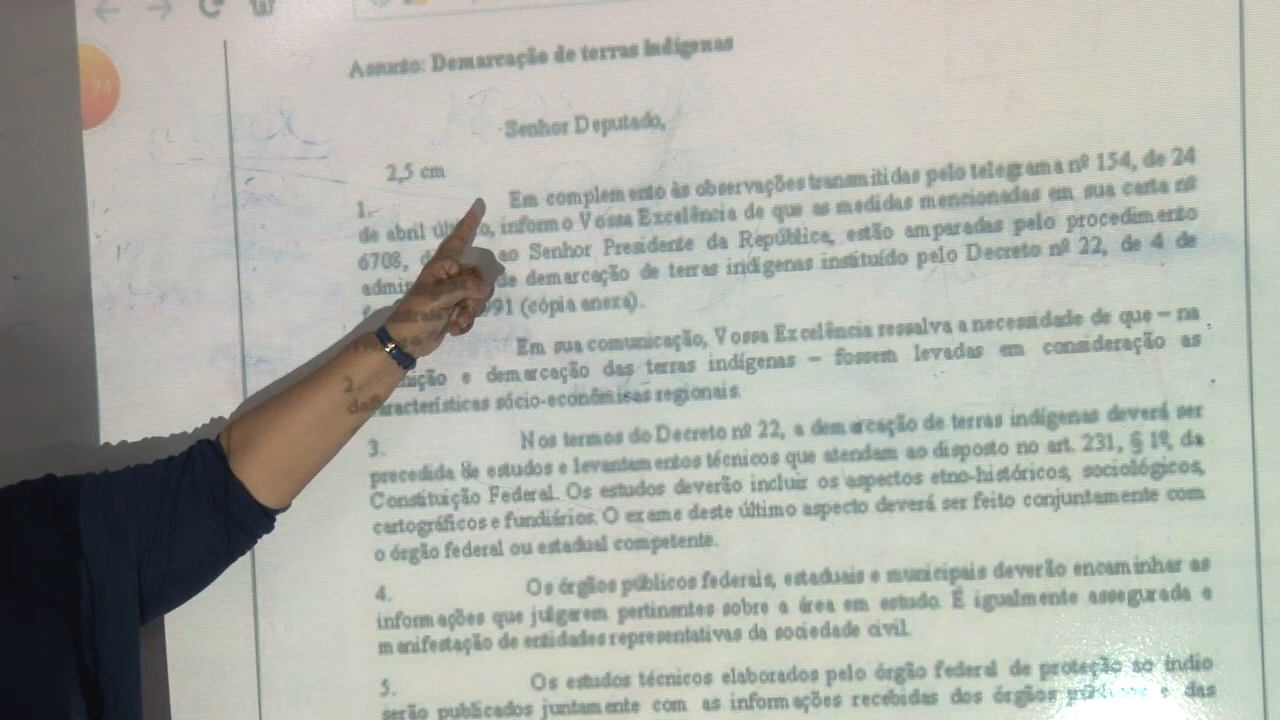 74
Assunto: Demarcação de terras indígenas
Senhor Deputado,
2,5 cm
1. Em complemento às observações transmitidas pelo telegrama nº 154, de 24
de abril último, informo Vossa Excelência de que as medidas mencionadas em sua carta nº
6708, ao Senhor Presidente da República, estão amparadas pelo procedimento
de demarcação de terras indígenas instituído pelo Decreto nº 22, de 4 de
991 (cópia anexa).
Em sua comunicação, Vossa Excelência ressalva a necessidade de que – na
2. e demarcação das terras indígenas – fossem levadas em consideração as
características sócio-econômicas regionais.
3. Nos termos do Decreto nº 22, a demarcação de terras indígenas deverá ser
precedida de estudos e levantamentos técnicos que atendam ao disposto no art. 231, § 1º, da
Constituição Federal. Os estudos deverão incluir os aspectos etno-históricos, sociológicos,
cartográficos e fundiários. O exame deste último aspecto deverá ser feito conjuntamente com
o órgão federal ou estadual competente.
4. Os órgãos públicos federais, estaduais e municipais deverão encaminhar as
informações que julgarem pertinentes sobre a área em estudo. É igualmente assegurada a
manifestação de entidades representativas da sociedade civil.
5. Os estudos técnicos elaborados pelo órgão federal de proteção ao índio
serão publicados juntamente com as informações recebidas dos órgãos públicos e das